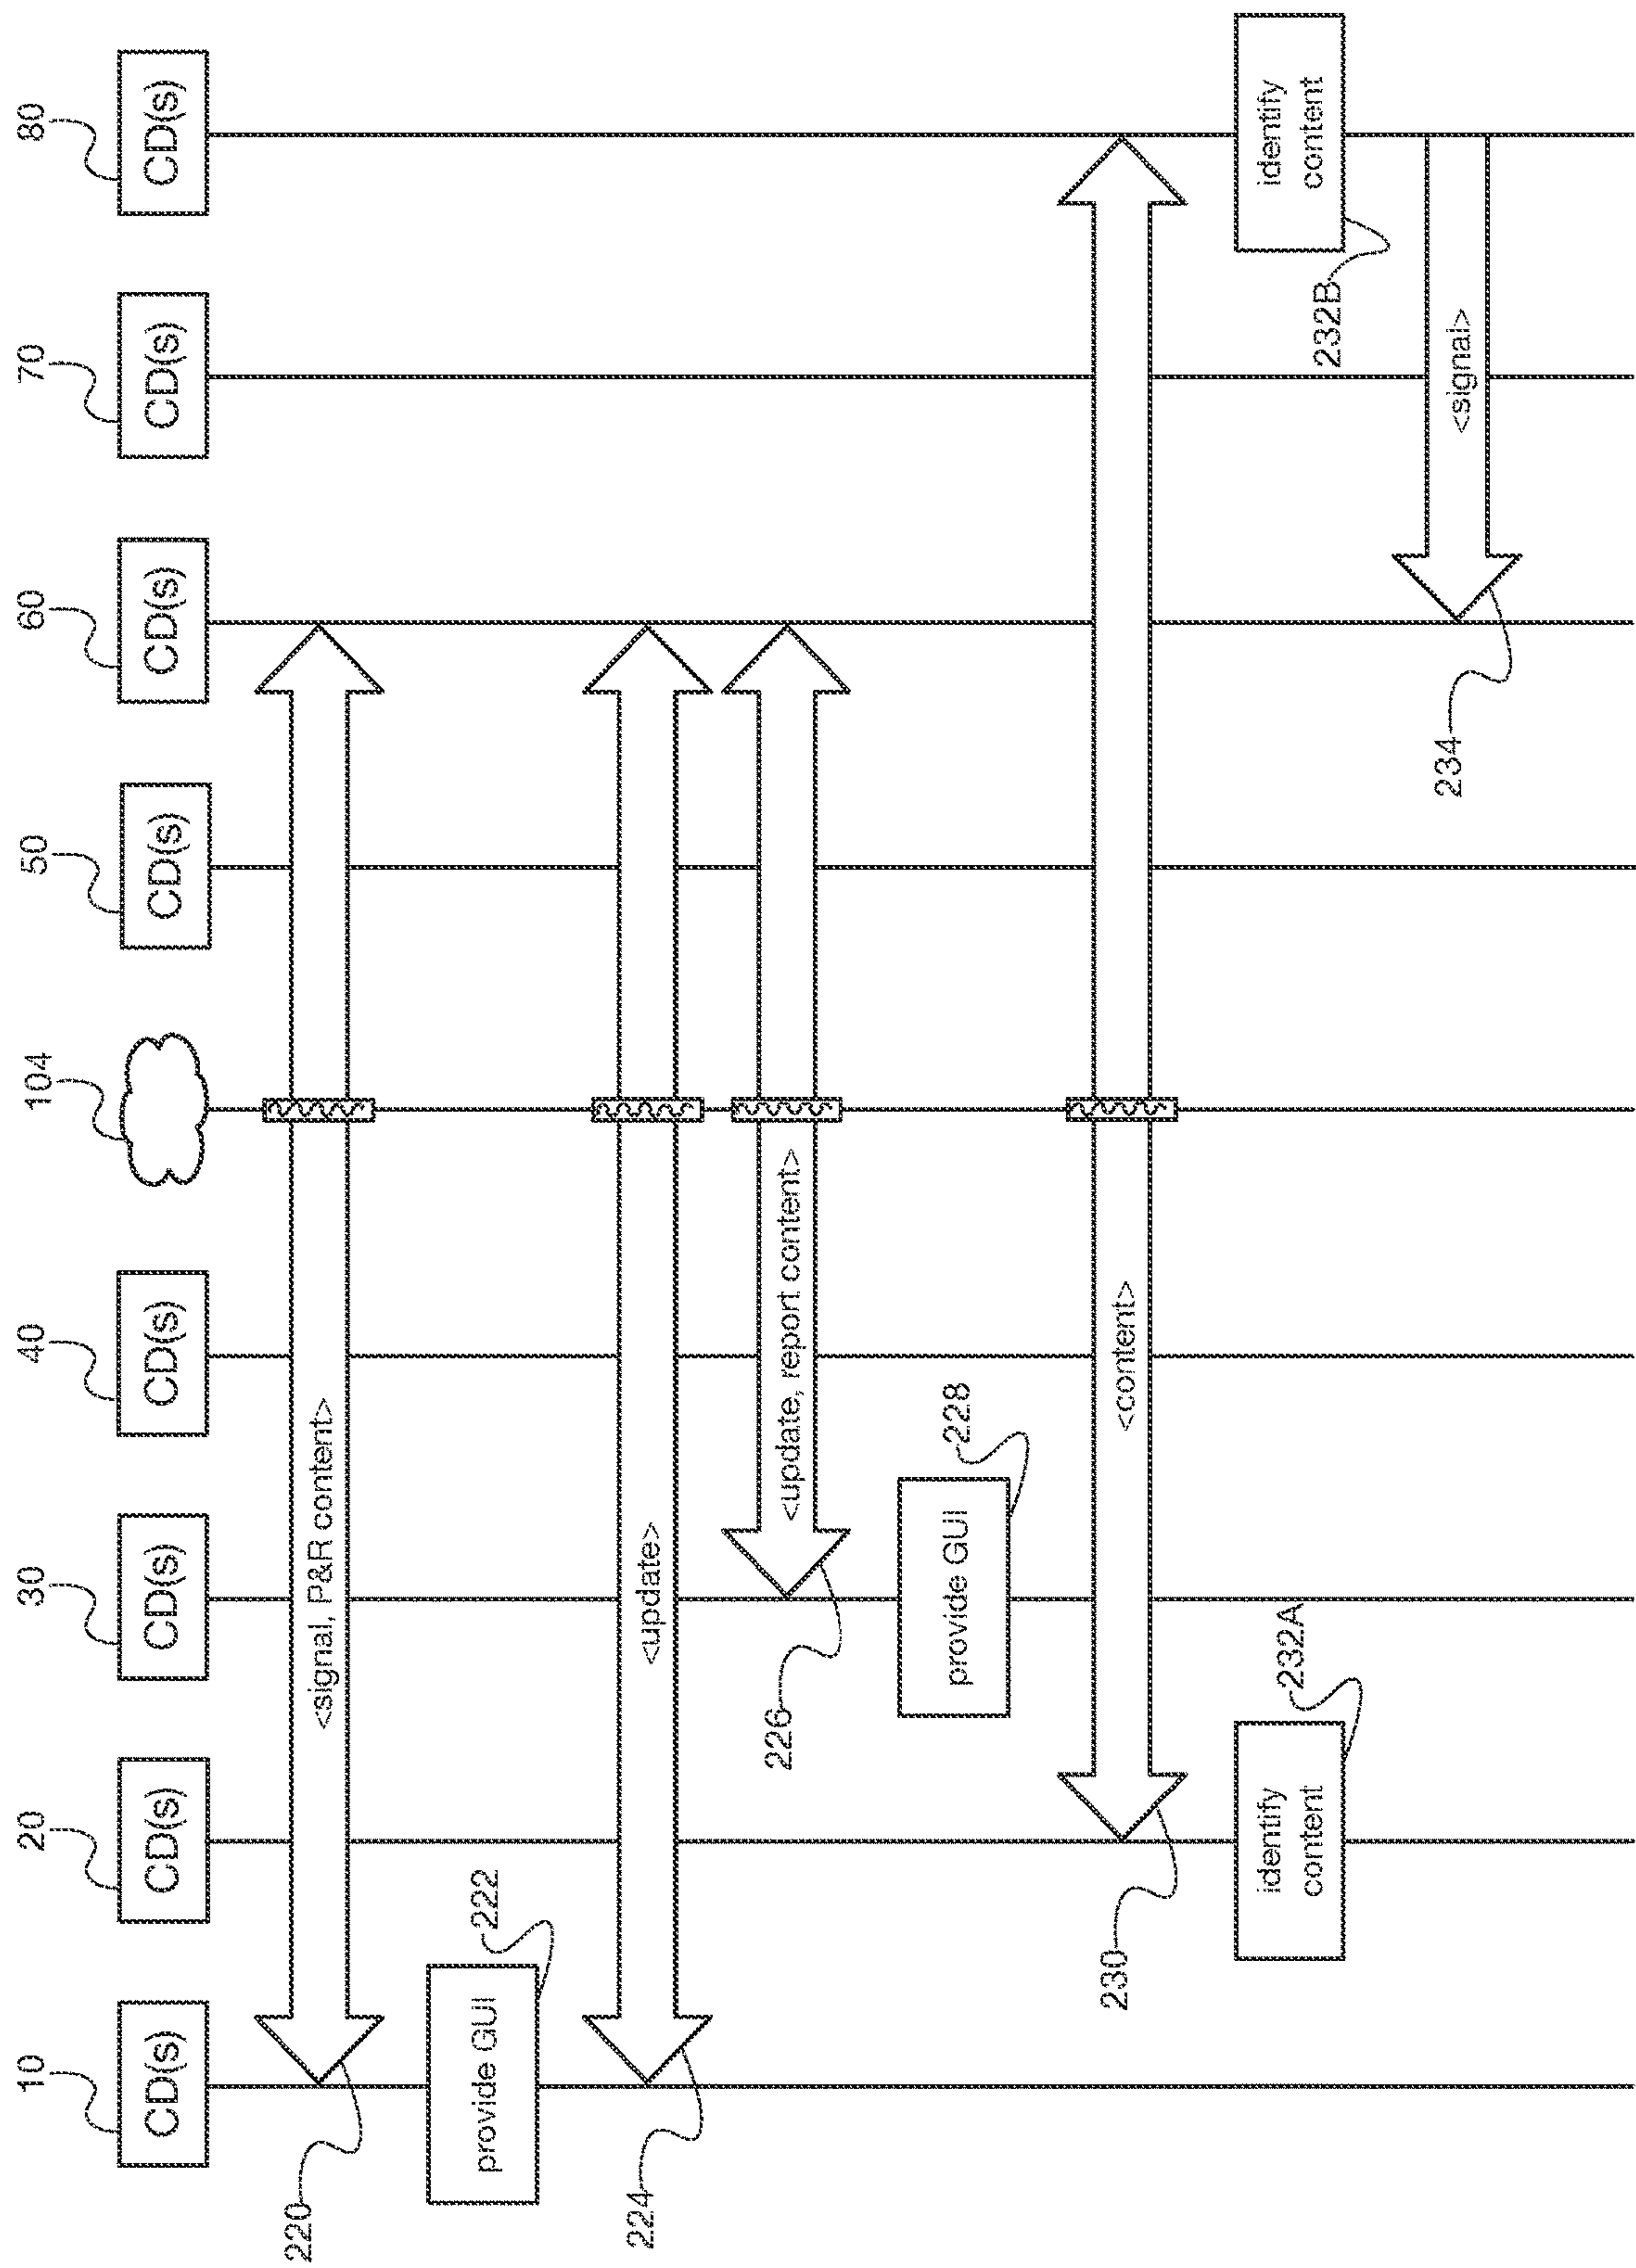 10
20
30
40
104
50
60
70
80
CD(s)
CD(s)
CD(s)
CD(s)
CD(s)
CD(s)
CD(s)
CD(s)
220
<signal, P&R content>
222
provide GUI
224
<update>
226
<update, report content>
228
provide GUI
230
<content>
232A
identify
content
232B
identify
content
234
<signal>